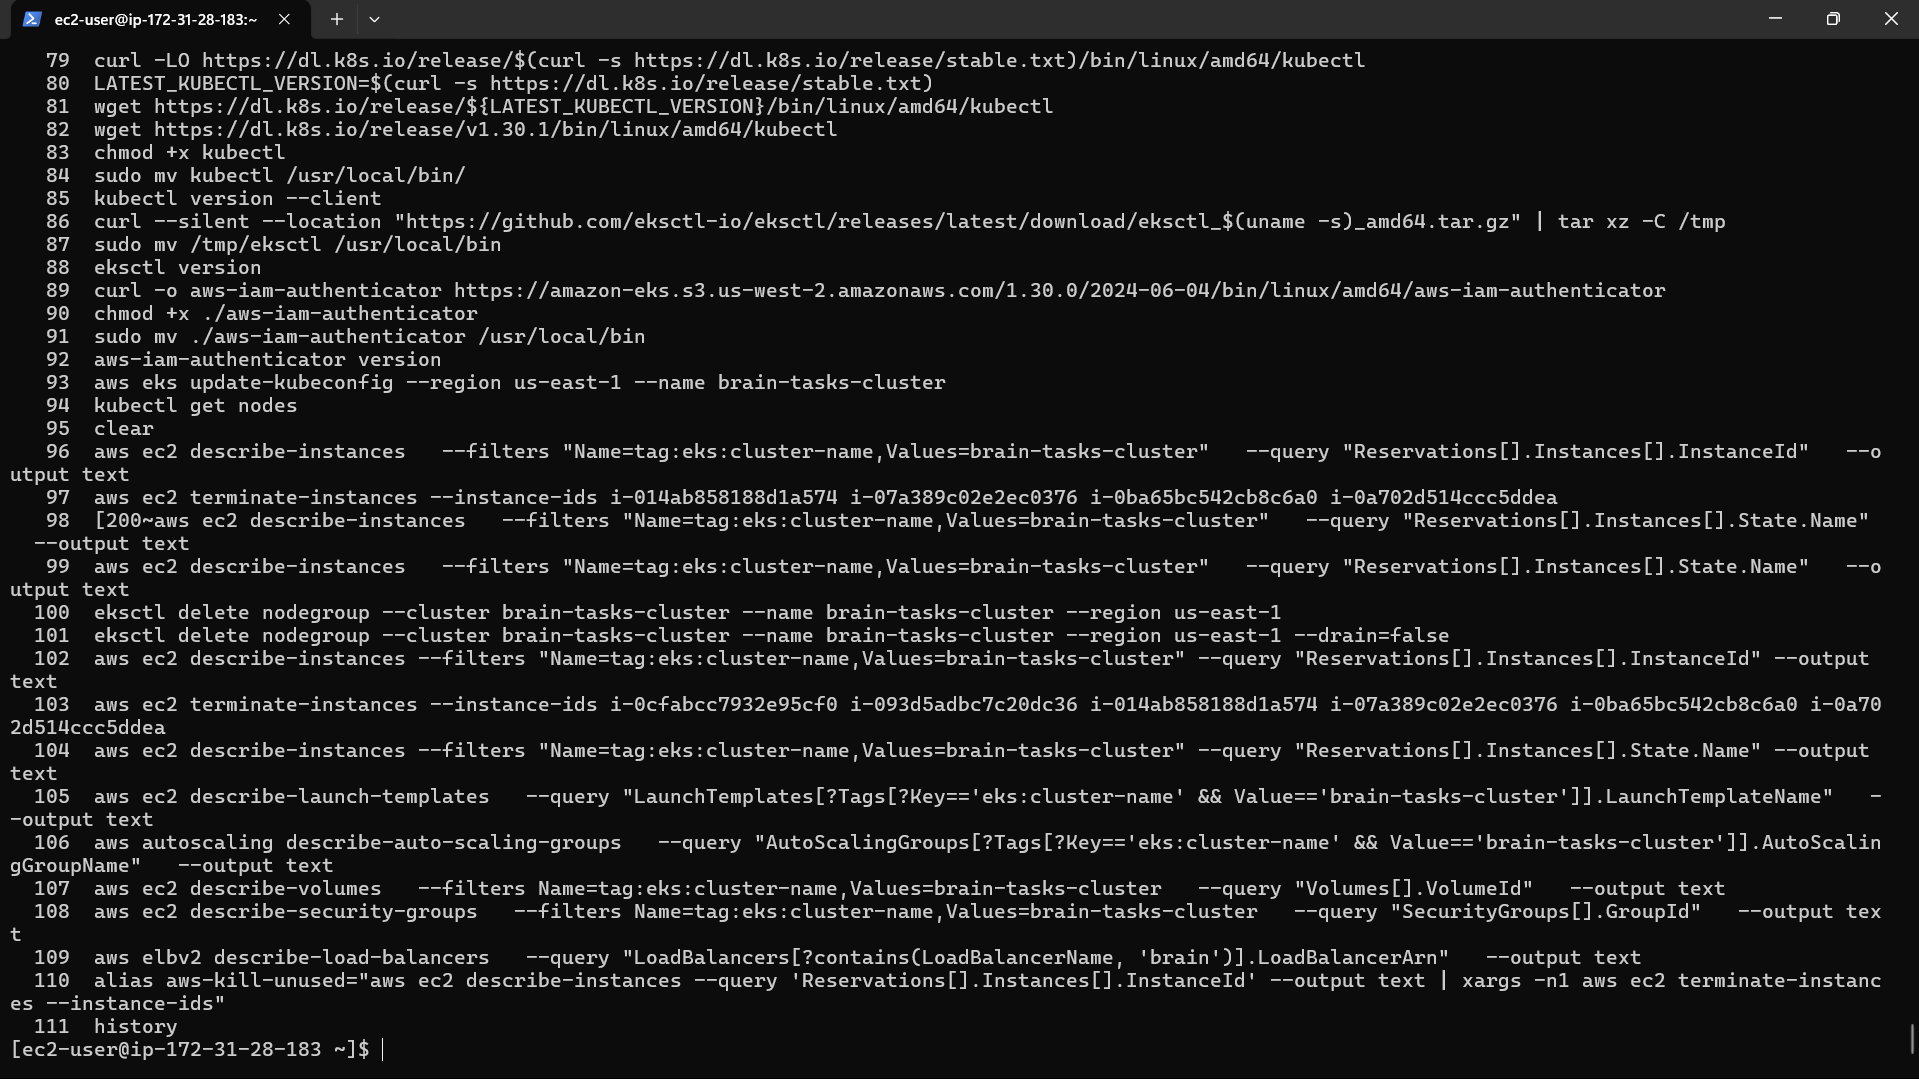 ec2-user@ip-172-31-28-183:~
79  curl -LO https://dl.k8s.io/release/$(curl -s https://dl.k8s.io/release/stable.txt)/bin/linux/amd64/kubectl
80  LATEST_KUBECTL_VERSION=$(curl -s https://dl.k8s.io/release/stable.txt)
81  wget https://dl.k8s.io/release/${LATEST_KUBECTL_VERSION}/bin/linux/amd64/kubectl
82  wget https://dl.k8s.io/release/v1.30.1/bin/linux/amd64/kubectl
83  chmod +x kubectl
84  sudo mv kubectl /usr/local/bin/
85  kubectl version --client
86  curl --silent --location "https://github.com/eksctl-io/eksctl/releases/latest/download/eksctl_$(uname -s)_amd64.tar.gz" | tar xz -C /tmp
87  sudo mv /tmp/eksctl /usr/local/bin
88  eksctl version
89  curl -o aws-iam-authenticator https://amazon-eks.s3.us-west-2.amazonaws.com/1.30.0/2024-06-04/bin/linux/amd64/aws-iam-authenticator
90  chmod +x ./aws-iam-authenticator
91  sudo mv ./aws-iam-authenticator /usr/local/bin
92  aws-iam-authenticator version
93  aws eks update-kubeconfig --region us-east-1 --name brain-tasks-cluster
94  kubectl get nodes
95  clear
96  aws ec2 describe-instances   --filters "Name=tag:eks:cluster-name,Values=brain-tasks-cluster"   --query "Reservations[].Instances[].InstanceId"   --o
utput text
97  aws ec2 terminate-instances --instance-ids i-014ab858188d1a574 i-07a389c02e2ec0376 i-0ba65bc542cb8c6a0 i-0a702d514ccc5ddea
98  [200~aws ec2 describe-instances   --filters "Name=tag:eks:cluster-name,Values=brain-tasks-cluster"   --query "Reservations[].Instances[].State.Name"
--output text
99  aws ec2 describe-instances   --filters "Name=tag:eks:cluster-name,Values=brain-tasks-cluster"   --query "Reservations[].Instances[].State.Name"   --o
utput text
100  eksctl delete nodegroup --cluster brain-tasks-cluster --name brain-tasks-cluster --region us-east-1
101  eksctl delete nodegroup --cluster brain-tasks-cluster --name brain-tasks-cluster --region us-east-1 --drain=false
102  aws ec2 describe-instances --filters "Name=tag:eks:cluster-name,Values=brain-tasks-cluster" --query "Reservations[].Instances[].InstanceId" --output
text
103  aws ec2 terminate-instances --instance-ids i-0cfabcc7932e95cf0 i-093d5adbc7c20dc36 i-014ab858188d1a574 i-07a389c02e2ec0376 i-0ba65bc542cb8c6a0 i-0a70
2d514ccc5ddea
104  aws ec2 describe-instances --filters "Name=tag:eks:cluster-name,Values=brain-tasks-cluster" --query "Reservations[].Instances[].State.Name" --output
text
105  aws ec2 describe-launch-templates   --query "LaunchTemplates[?Tags[?Key=='eks:cluster-name' && Value=='brain-tasks-cluster']].LaunchTemplateName"   -
-output text
106  aws autoscaling describe-auto-scaling-groups   --query "AutoScalingGroups[?Tags[?Key=='eks:cluster-name' && Value=='brain-tasks-cluster']].AutoScalin
gGroupName"   --output text
107  aws ec2 describe-volumes   --filters Name=tag:eks:cluster-name,Values=brain-tasks-cluster   --query "Volumes[].VolumeId"   --output text
108  aws ec2 describe-security-groups   --filters Name=tag:eks:cluster-name,Values=brain-tasks-cluster   --query "SecurityGroups[].GroupId"   --output tex
t
109  aws elbv2 describe-load-balancers   --query "LoadBalancers[?contains(LoadBalancerName, 'brain')].LoadBalancerArn"   --output text
110  alias aws-kill-unused="aws ec2 describe-instances --query 'Reservations[].Instances[].InstanceId' --output text | xargs -n1 aws ec2 terminate-instanc
es --instance-ids"
111  history
[ec2-user@ip-172-31-28-183 ~]$